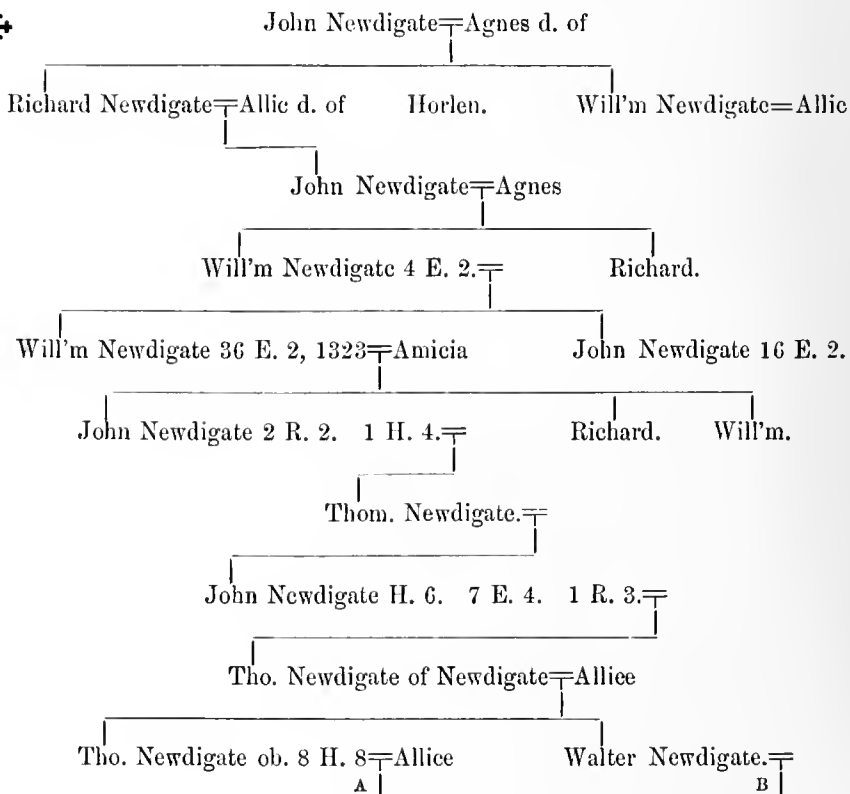 John Newdigate=Agnes d. of
Richard Newdigate=Allic d. of Horlen. Will'm Newdigate=Allic
John Newdigate=Agnes
Will'm Newdigate 4 E. 2.=
Richard.
Will'm Newdigate 36 E. 2, 1323=Amicia John Newdigate 16 E. 2.
John Newdigate 2 R. 2. 1 H. 4.= Richard. Will'm.
Thom. Newdigate.=
John Newdigate H. 6. 7 E. 4. 1 R. 3.=
Tho. Newdigate of Newdigate=Allice
Tho. Newdigate ob. 8 H. 8=Allice Walter Newdigate.=
A B